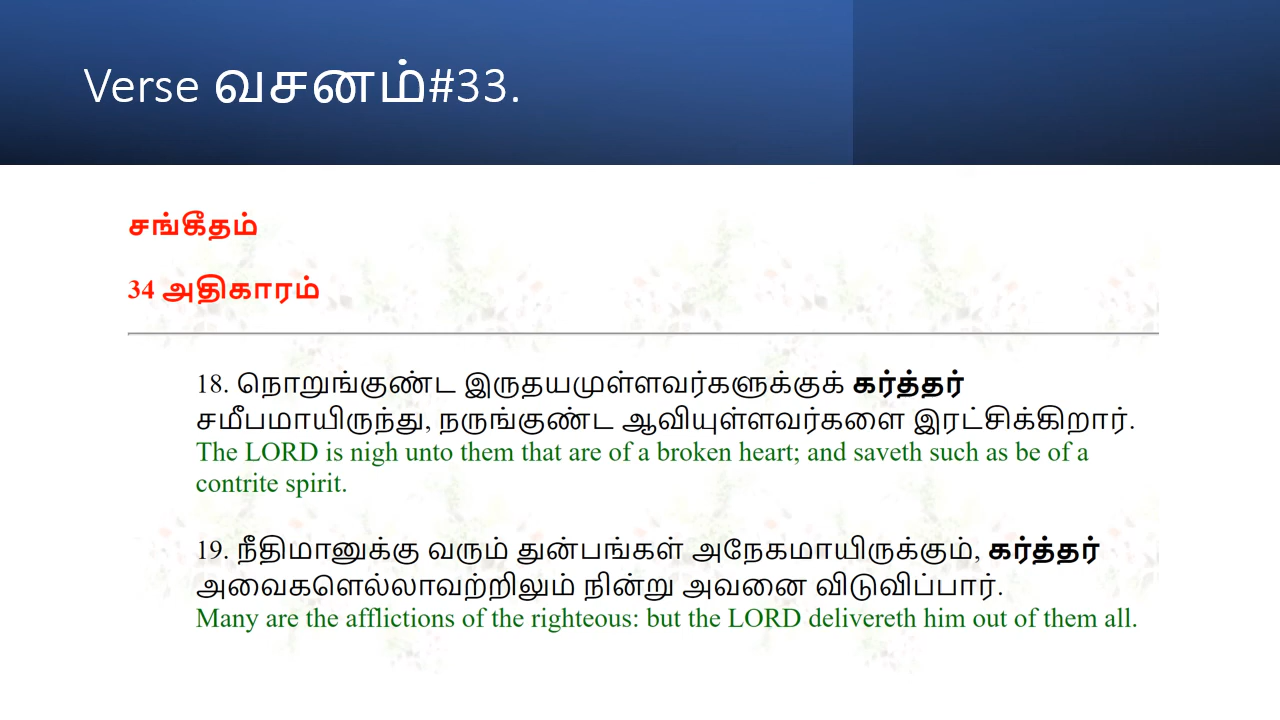 Verse வசனம்#33.
சங்கீதம்
34 அதிகாரம்
18. நொறுங்குண்ட இருதயமுள்ளவர்களுக்குக் கர்த்தர்
சமீபமாயிருந்து, நருங்குண்ட ஆவியுள்ளவர்களை இரட்சிக்கிறார்.
The LORD is nigh unto them that are of a broken heart; and saveth such as be of a
contrite spirit.
19. நீதிமானுக்கு வரும் துன்பங்கள் அநேகமாயிருக்கும், கர்த்தர்
அவைகளெல்லாவற்றிலும் நின்று அவனை விடுவிப்பார்.
Many are the afflictions of the righteous: but the LORD delivereth him out of them all.